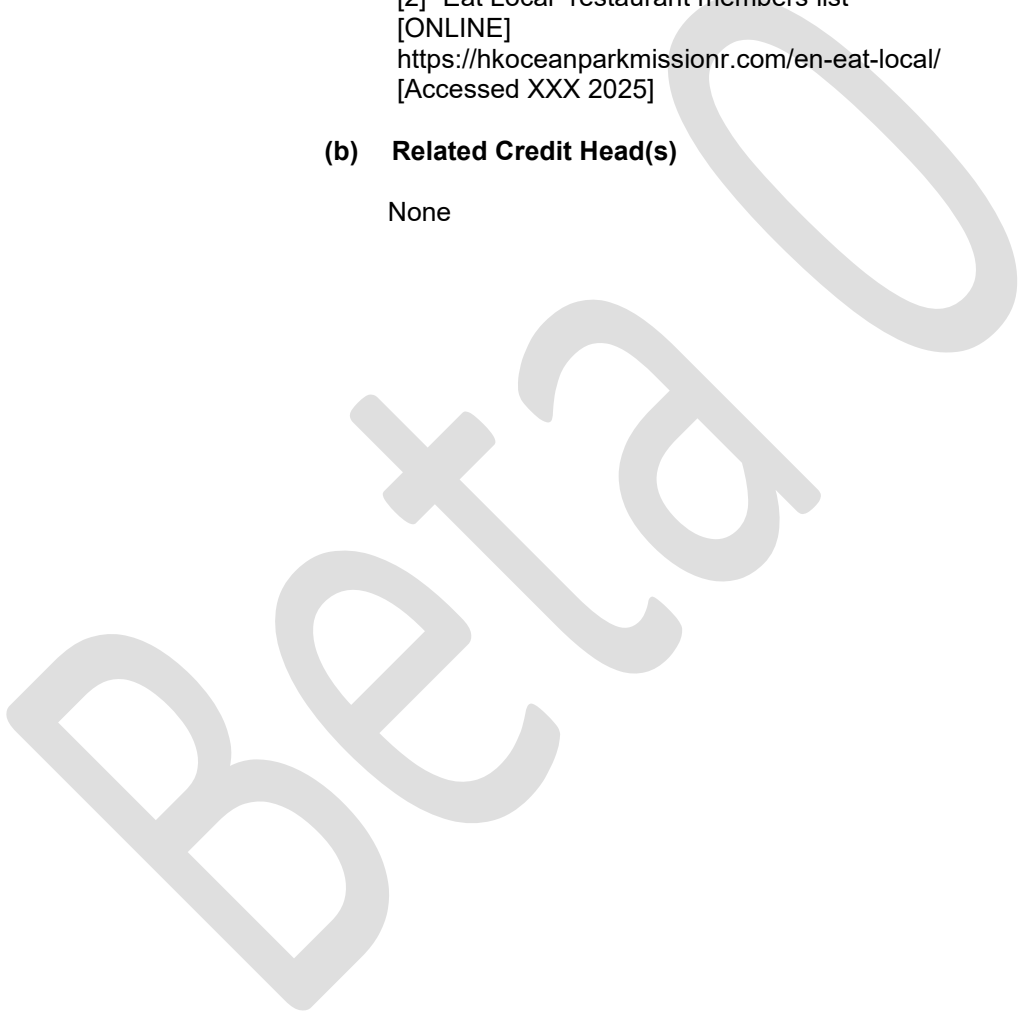 [2] "Eat Local" restaurant members list
[ONLINE]
https://hkoceanparkmissionr.com/en-eat-local/
[Accessed XXX 2025]
(b) Related Credit Head(s)
None
Beta 0